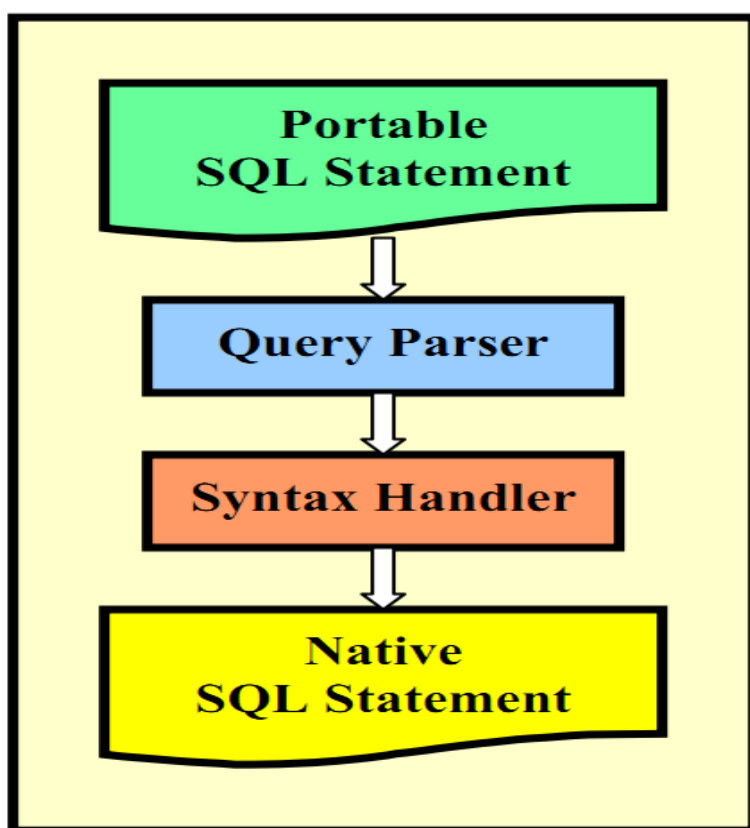 Portable
SQL Statement
Query Parser
Syntax Handler
Native
SQL Statement